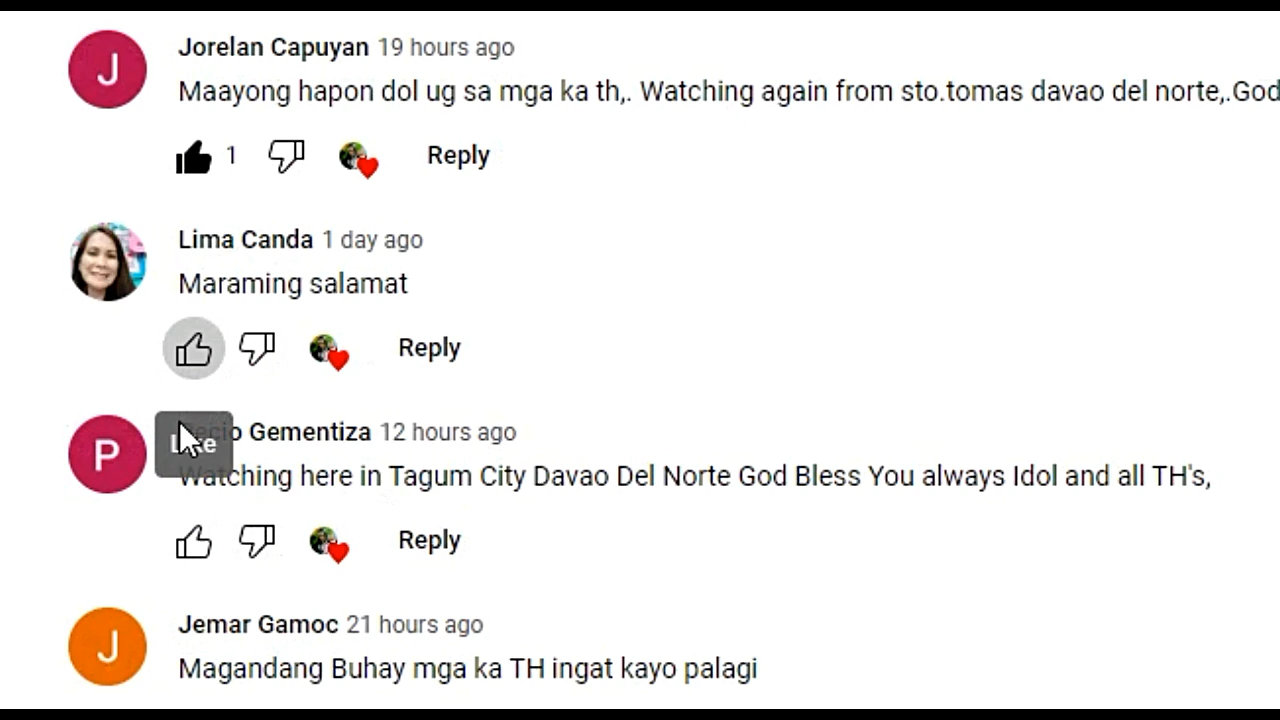 J
Jorelan Capuyan 19 hours ago
Maayong hapon dol ug sa mga ka th,. Watching again from sto.tomas davao del norte,.God
1 Reply
Lima Canda 1 day ago
Maraming salamat
Reply
P
Gementiza 12 hours ago
Watching here in Tagum City Davao Del Norte God Bless You always Idol and all TH's,
Reply
J
Jemar Gamoc 21 hours ago
Magandang Buhay mga ka TH ingat kayo palagi